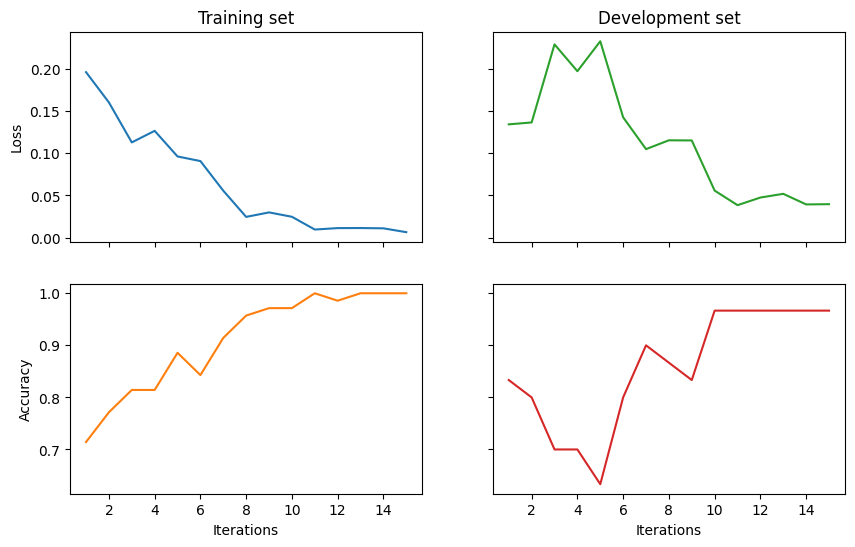 Training set
Development set
0.20
0.15
0.10
0.05
0.00
Loss
1.0
0.9
0.8
0.7
Accuracy
2 4 6 8 10 12 14
2 4 6 8 10 12 14
Iterations
Iterations